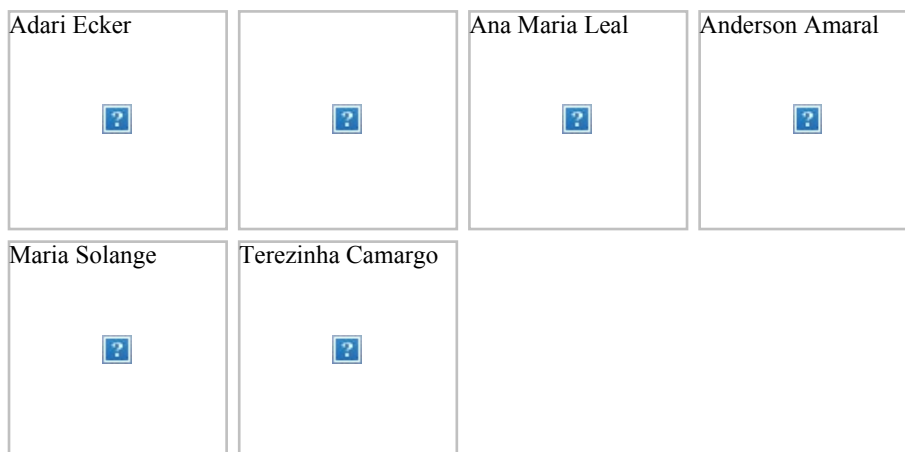 Adari Ecker
Ana Maria Leal
Anderson Amaral
Maria Solange
Terezinha Camargo